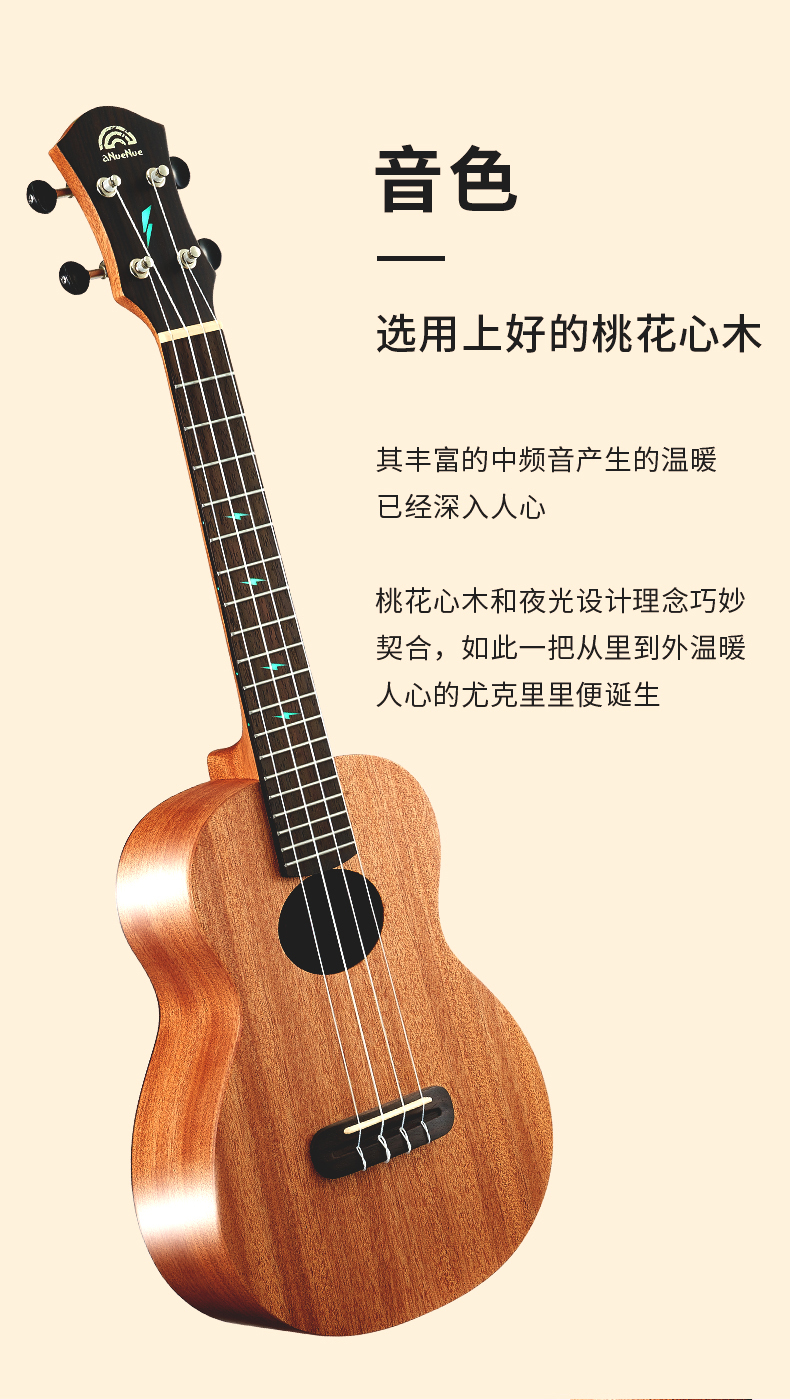 aNueNue
音色
选用上好的桃花心木
其丰富的中频音产生的温暖
已经深入人心
桃花心木和夜光设计理念巧妙
契合，如此一把从里到外温暖
人心的尤克里里便诞生